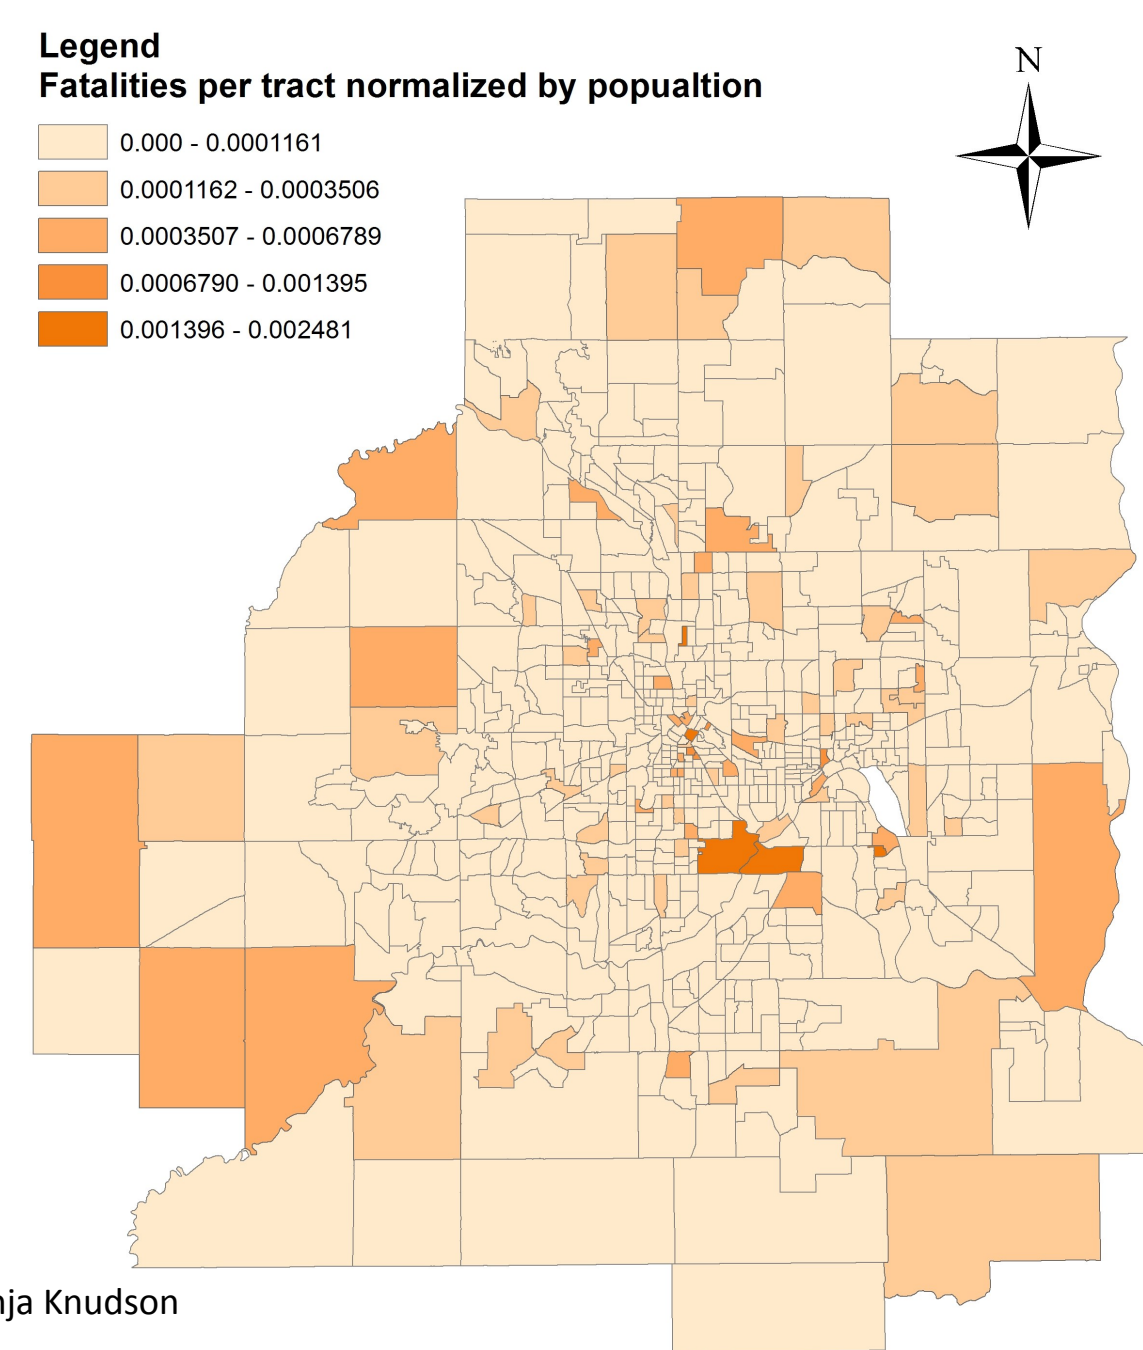 Legend
Fatalities per tract normalized by popualtion
N
0.000 - 0.0001161
0.0001162 - 0.0003506
0.0003507 - 0.0006789
0.0006790 - 0.001395
0.001396 - 0.002481
nja Knudson